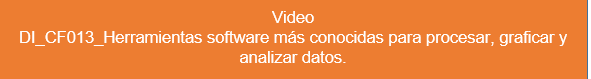 Video
DI_CF013_Herramientas software más conocidas para procesar, graficar y
analizar datos.